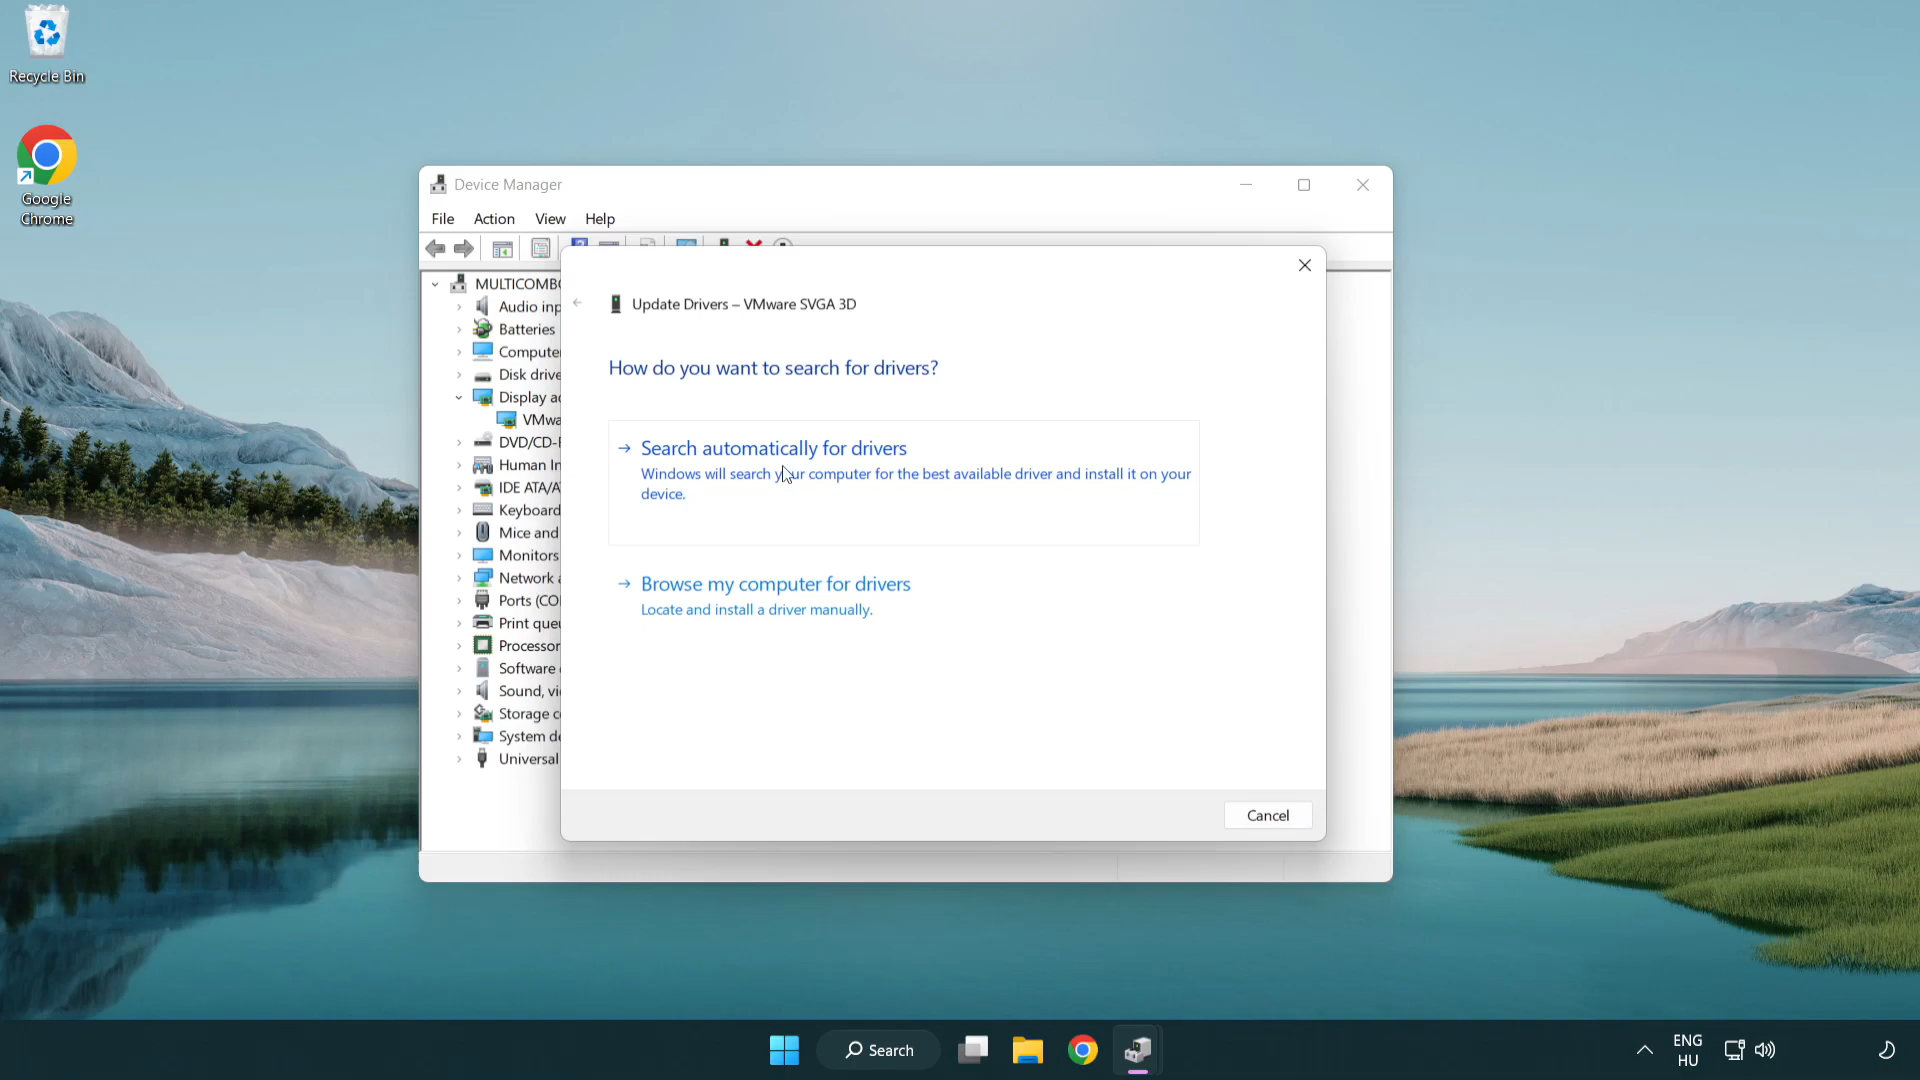 Recycle Bin
Google
Chrome
Device Manager
File Action View Help
MULTICOMBO
Audio inp
Batteries
Compute
Disk drive
Display a
VMwa
DVD/CD-
Human In
IDE ATA/A
Keyboard
Mice and
Monitors
Network a
Ports (CO
Print que
Processor
Software
Sound, vi
Storage c
System de
Universal
Update Drivers – VMware SVGA 3D
How do you want to search for drivers?
Search automatically for drivers
Windows will search your computer for the best available driver and install it on your
device.
Browse my computer for drivers
Locate and install a driver manually.
Cancel
Search
ENG
HU